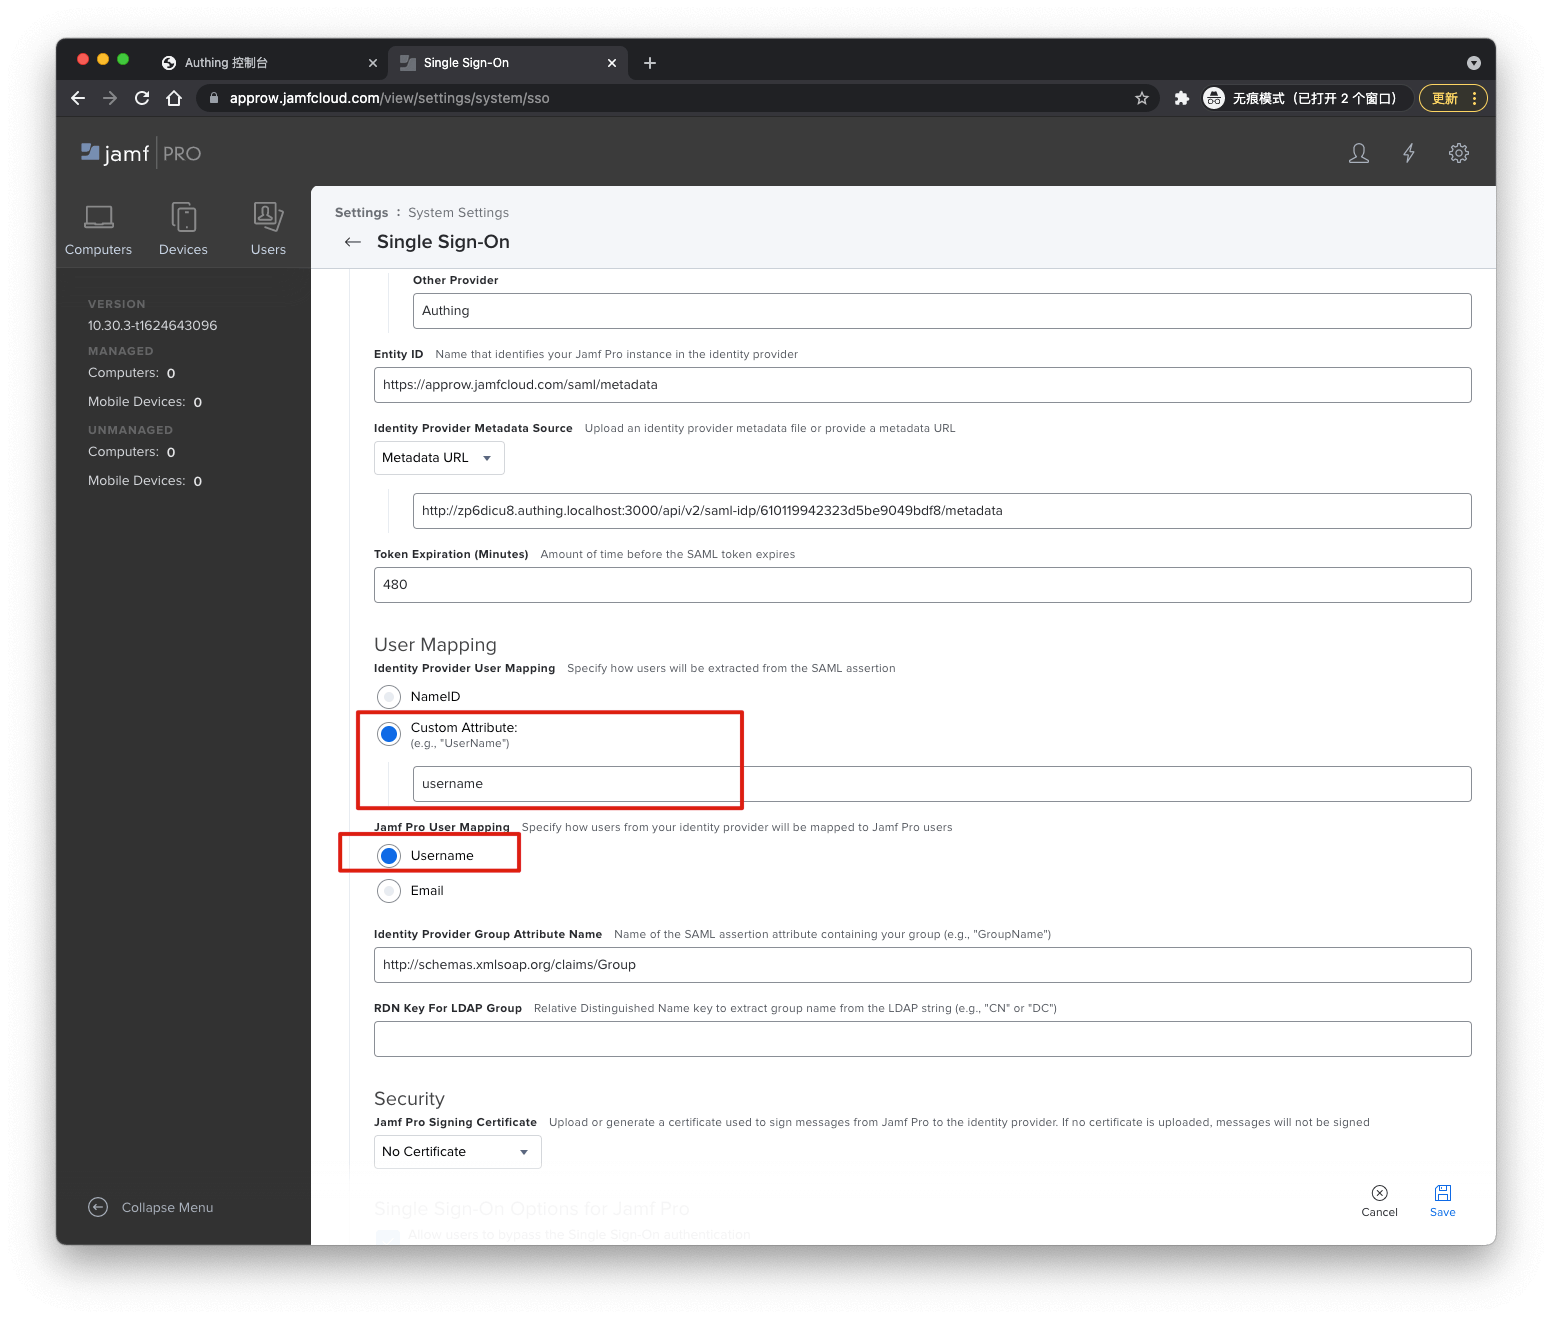 Authing 控制台
Single Sign-On
approw.jamfcloud.com/view/settings/system/sso
无痕模式（已打开 2 个窗口）
更新
jamf PRO
Computers
Devices
Users
VERSION
10.30.3-t1624643096
MANAGED
Computers: 0
Mobile Devices: 0
UNMANAGED
Computers: 0
Mobile Devices: 0
Collapse Menu
Settings : System Settings
Single Sign-On
Other Provider
Authing
Entity ID Name that identifies your Jamf Pro instance in the identity provider
https://approw.jamfcloud.com/saml/metadata
Identity Provider Metadata Source Upload an identity provider metadata file or provide a metadata URL
Metadata URL
http://zp6dicu8.authing.localhost:3000/api/v2/saml-idp/610119942323d5be9049bdf8/metadata
Token Expiration (Minutes) Amount of time before the SAML token expires
480
User Mapping
Identity Provider User Mapping Specify how users will be extracted from the SAML assertion
NameID
Custom Attribute:
(e.g., "UserName")
username
Jamf Pro User Mapping Specify how users from your identity provider will be mapped to Jamf Pro users
Username
Email
Identity Provider Group Attribute Name Name of the SAML assertion attribute containing your group (e.g., "GroupName")
http://schemas.xmlsoap.org/claims/Group
RDN Key For LDAP Group Relative Distinguished Name key to extract group name from the LDAP string (e.g., "CN" or "DC")
Security
Jamf Pro Signing Certificate Upload or generate a certificate used to sign messages from Jamf Pro to the identity provider. If no certificate is uploaded, messages will not be signed
No Certificate
Single Sign-On Options for Jamf Pro
Allow users to bypass the Single Sign-On authentication
Cancel
Save